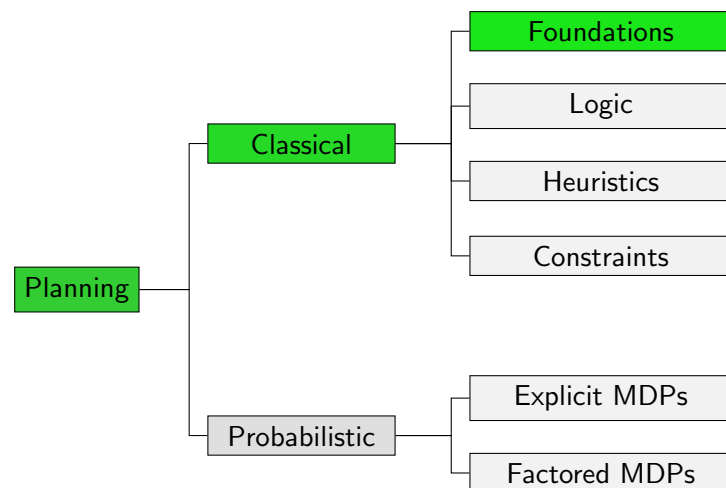 Planning
Classical
Foundations
Logic
Heuristics
Constraints
Probabilistic
Explicit MDPs
Factored MDPs